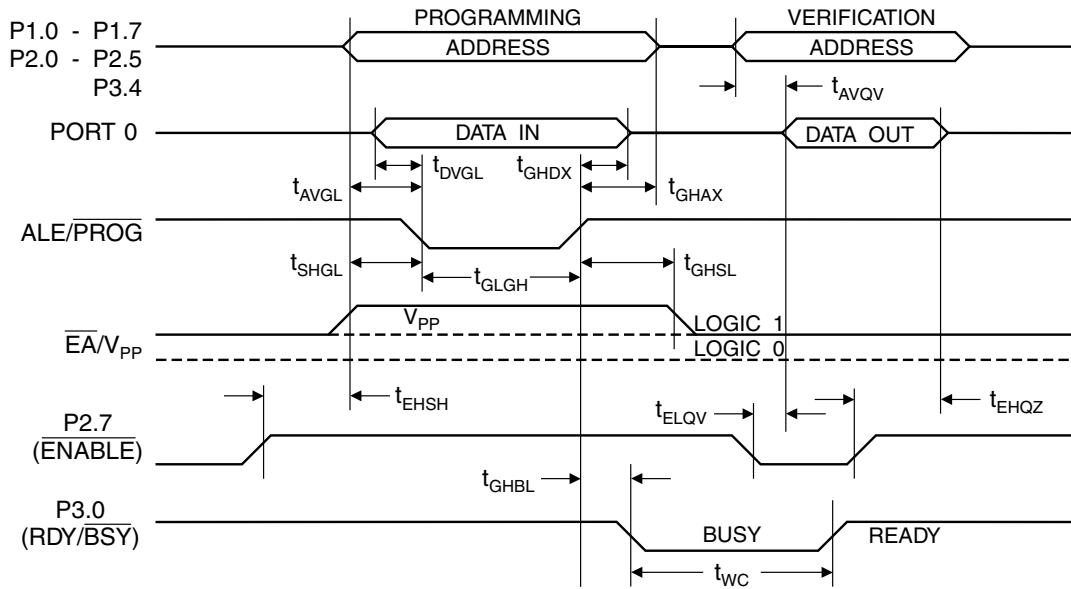 PROGRAMMING VERIFICATION
P1.0 - P1.7
P2.0 - P2.5
P3.4
ADDRESS ADDRESS
tAVQV
PORT 0 DATA IN DATA OUT
tDVGL tGHDX
tAVGL tGHAX
ALE/PROG
tSHGL tGLGH tGHSL
EA/VPP
VPP LOGIC 1
LOGIC 0
tEHSH tELQV tEHQZ
P2.7
(ENABLE)
tGHBL
P3.0
(RDY/BSY)
BUSY READY
tWC